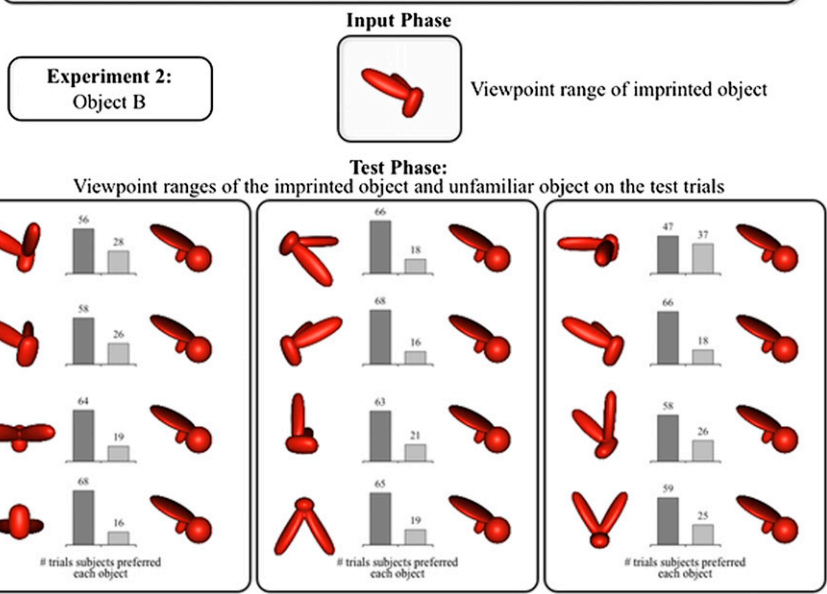 Input Phase
Experiment 2:
Object B
Viewpoint range of imprinted object
Test Phase:
Viewpoint ranges of the imprinted object and unfamiliar object on the test trials
56
28
58
26
64
19
68
16
# trials subjects preferred
each object
66
18
68
16
63
21
65
19
# trials subjects preferred
each object
47
37
66
18
58
26
59
25
# trials subjects preferred
each object